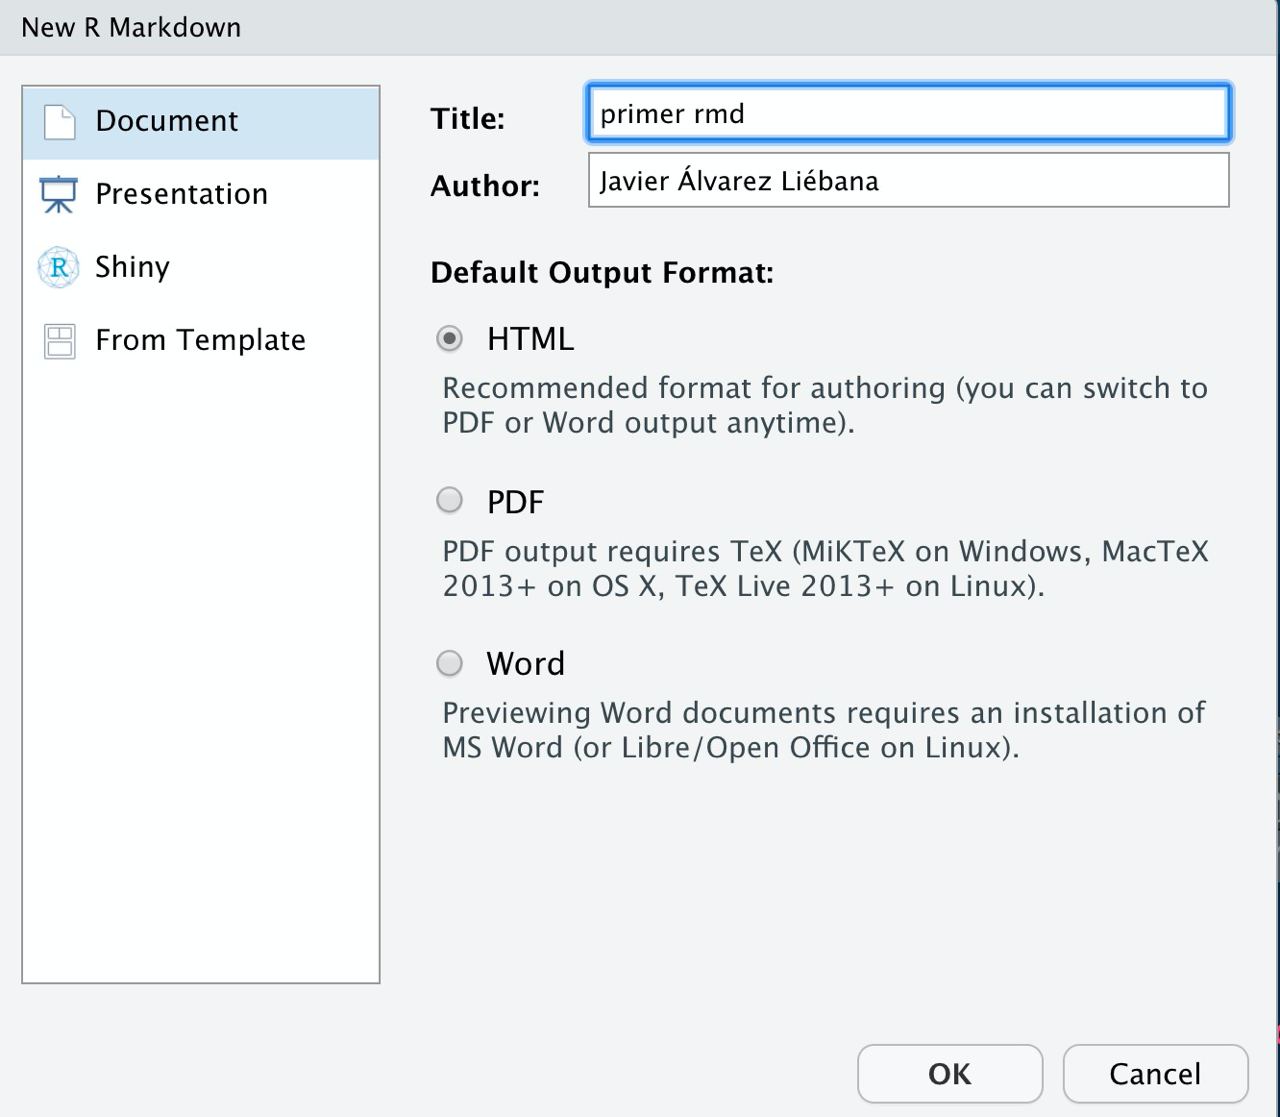 New R Markdown
Document
Presentation
R Shiny
From Template
Title: primer rmd
Author: Javier Álvarez Liébana
Default Output Format:
HTML
Recommended format for authoring (you can switch to
PDF or Word output anytime).
PDF
PDF output requires TeX (MiKTeX on Windows, MacTeX
2013+ on OS X, TeX Live 2013+ on Linux).
Word
Previewing Word documents requires an installation of
MS Word (or Libre/Open Office on Linux).
OK Cancel